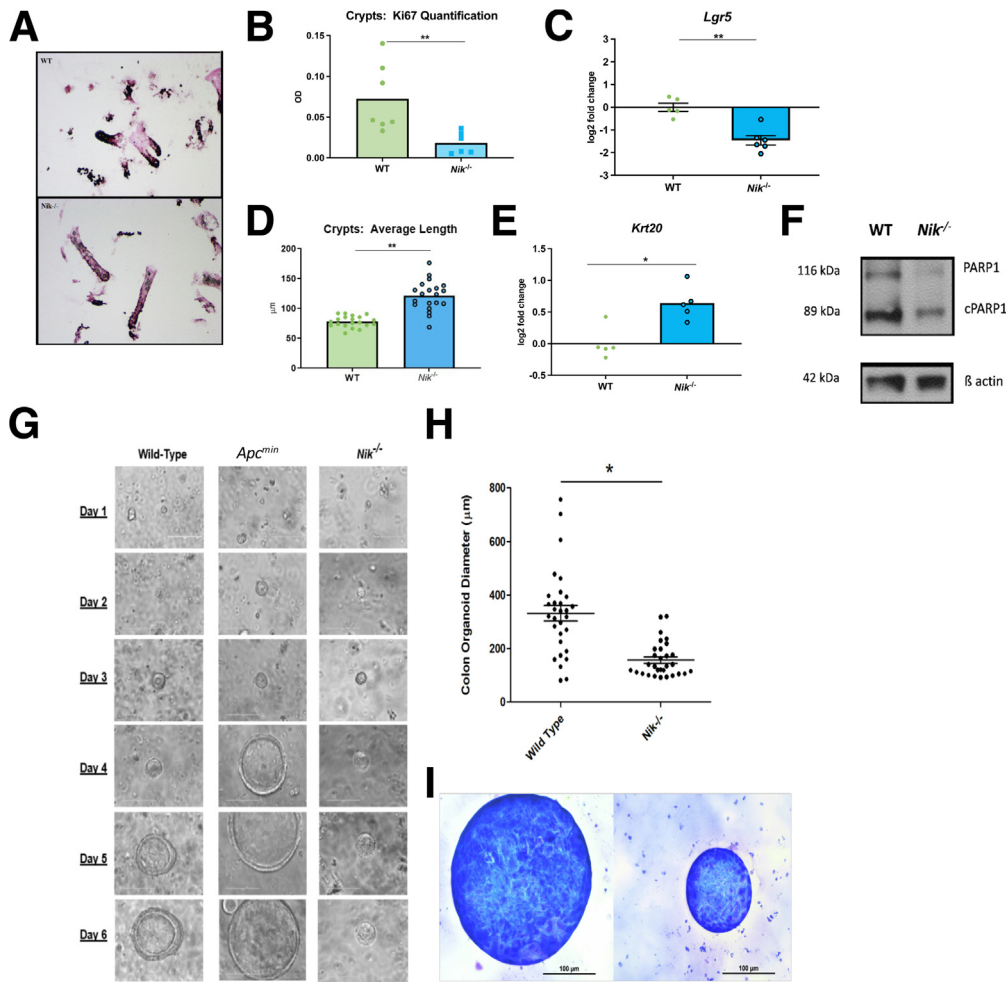 A
WT
Nik-/-
B
Crypts: Ki67 Quantification
**
0.15
0.10
0.05
0.00
OD
WT
Nik-/-
C
Lgr5
**
3
2
1
0
-1
-2
-3
log2 fold change
WT
Nik-/-
D
Crypts: Average Length
**
200
150
100
50
0
μm
WT
Nik-/-
E
Krt20
*
1.5
1.0
0.5
0.0
-0.5
log2 fold change
WT
Nik-/-
F
WT Nik-/-
116 kDa PARP1
89 kDa cPARP1
42 kDa ß actin
G
Wild-Type Apcmin Nik-/-
Day 1
Day 2
Day 3
Day 4
Day 5
Day 6
H
*
800
600
400
200
0
Colon Organoid Diameter (μm)
Wild Type
Nik-/-
I
100 μm
100 μm